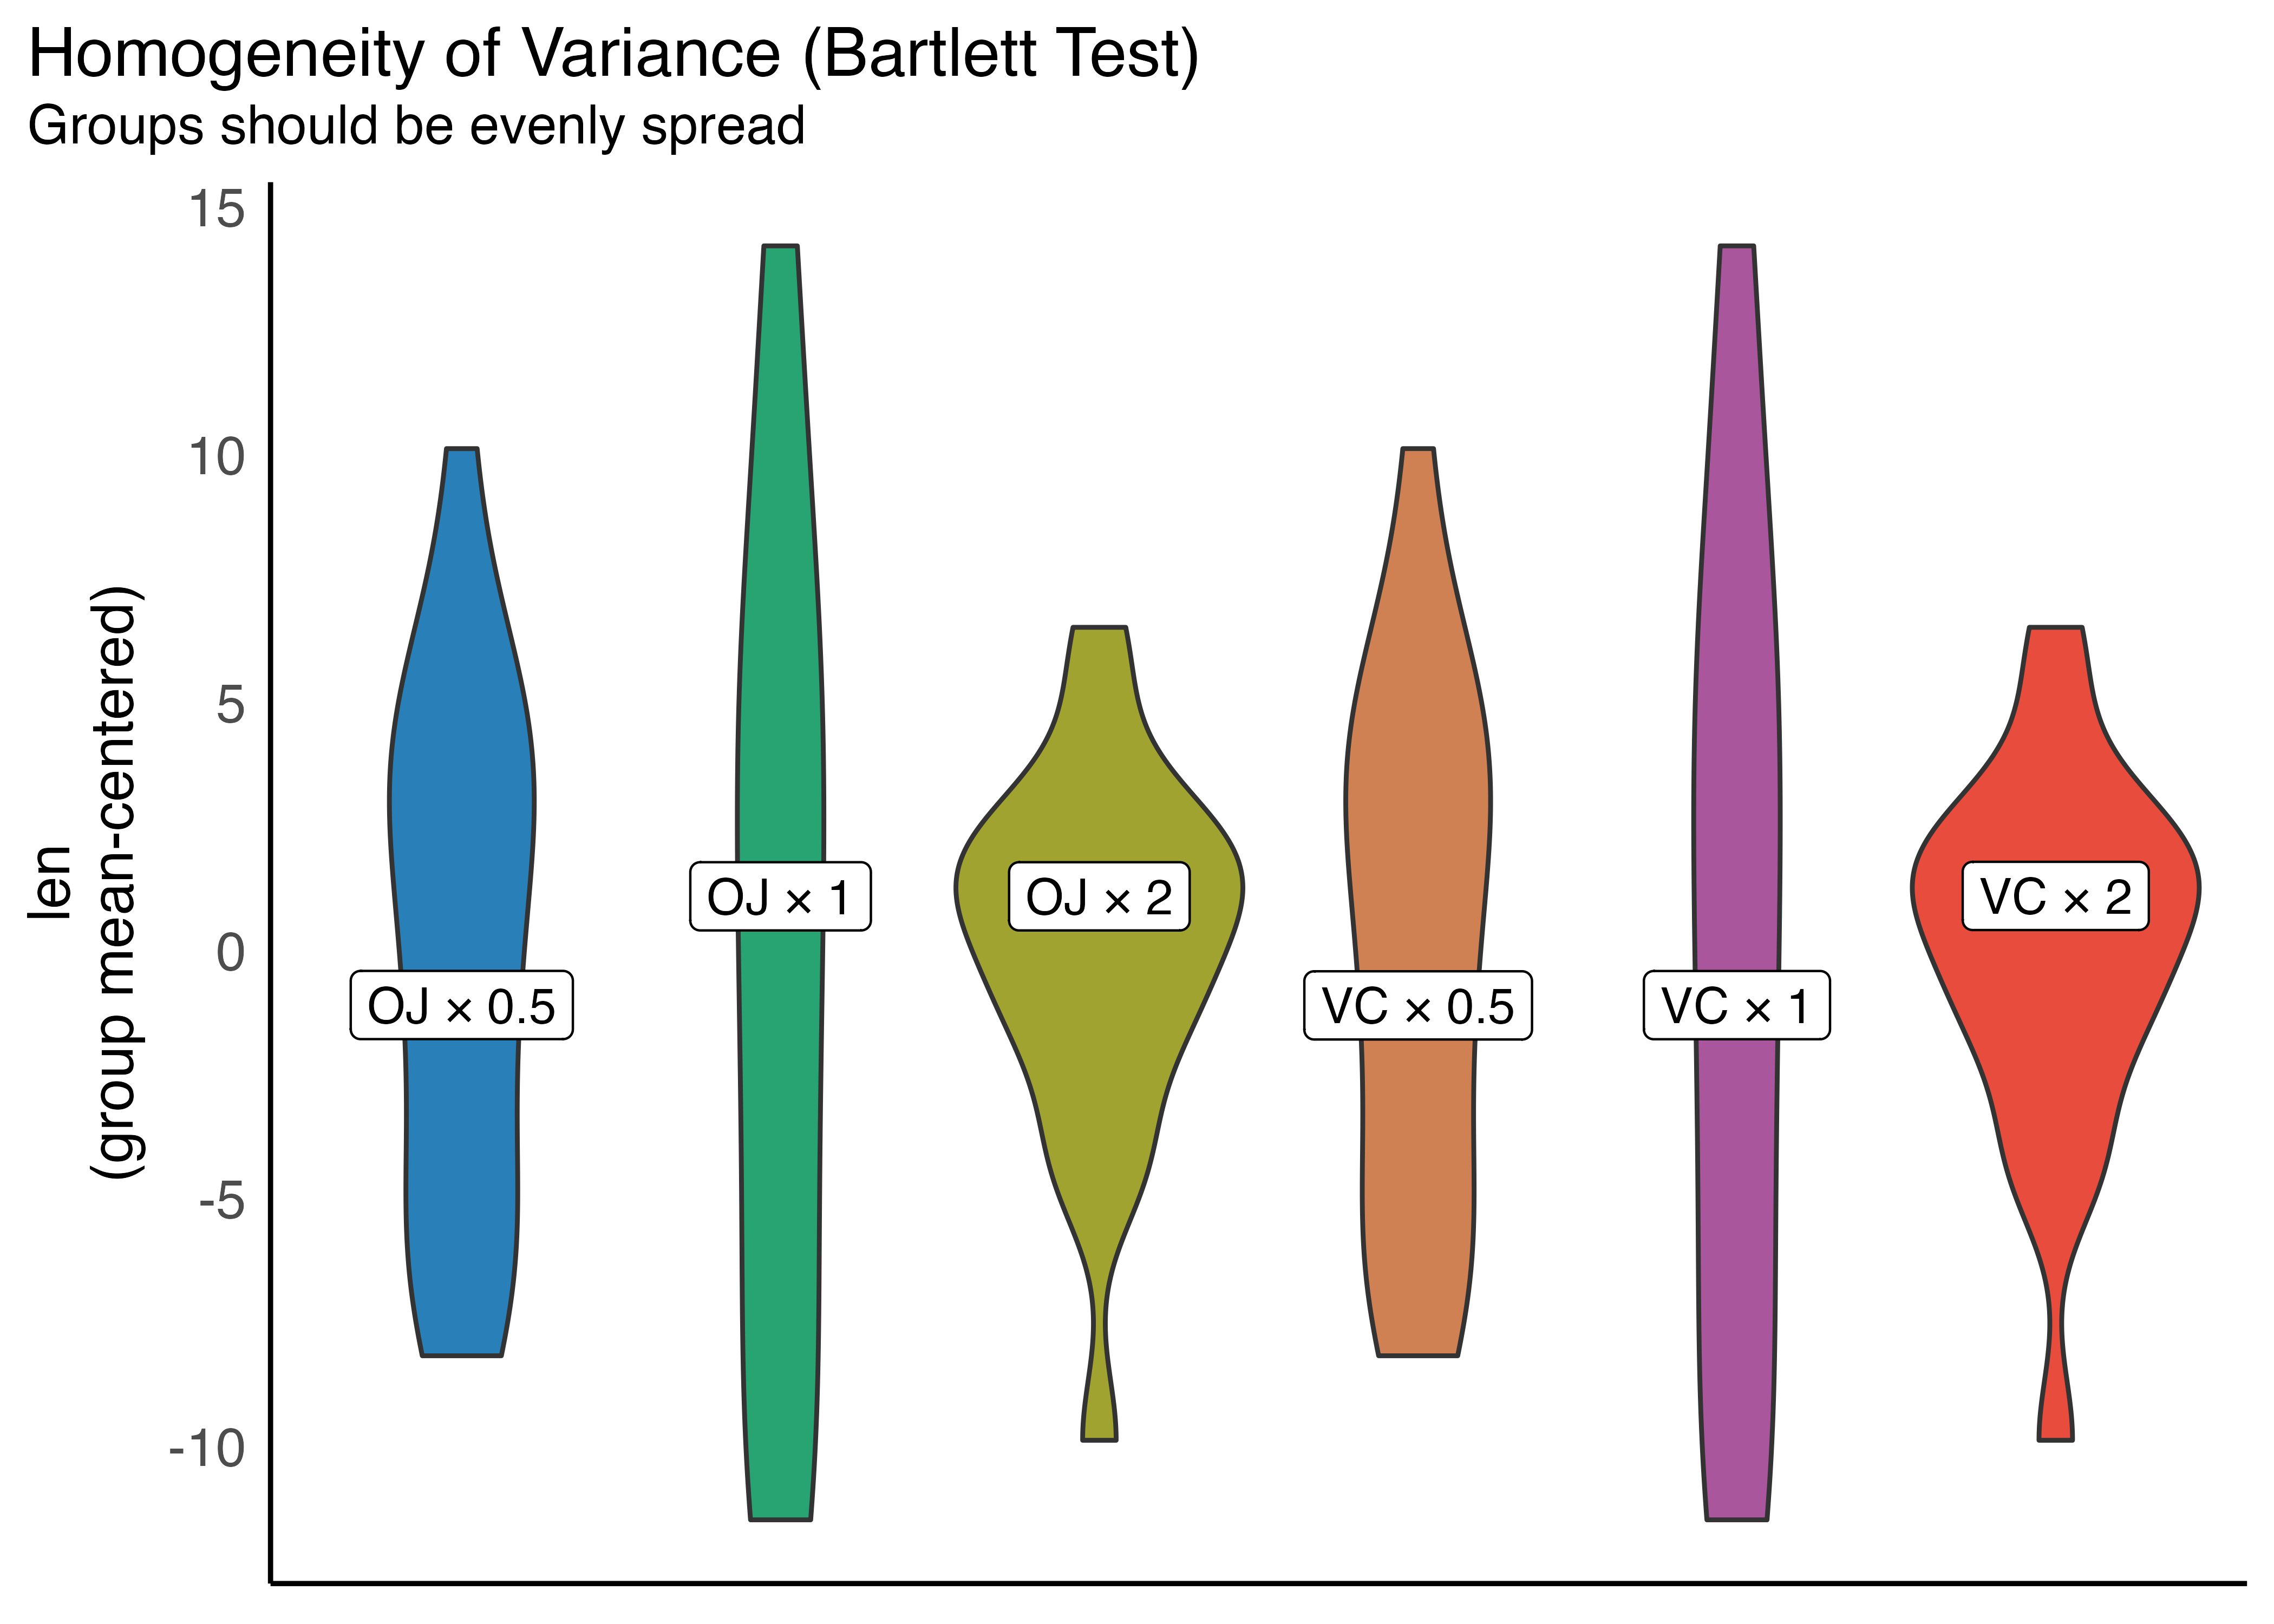 Homogeneity of Variance (Bartlett Test)
Groups should be evenly spread
15
10
5
0
-5
-10
len
(group mean-centered)
OJ × 0.5
OJ × 1
OJ × 2
VC × 0.5
VC × 1
VC × 2